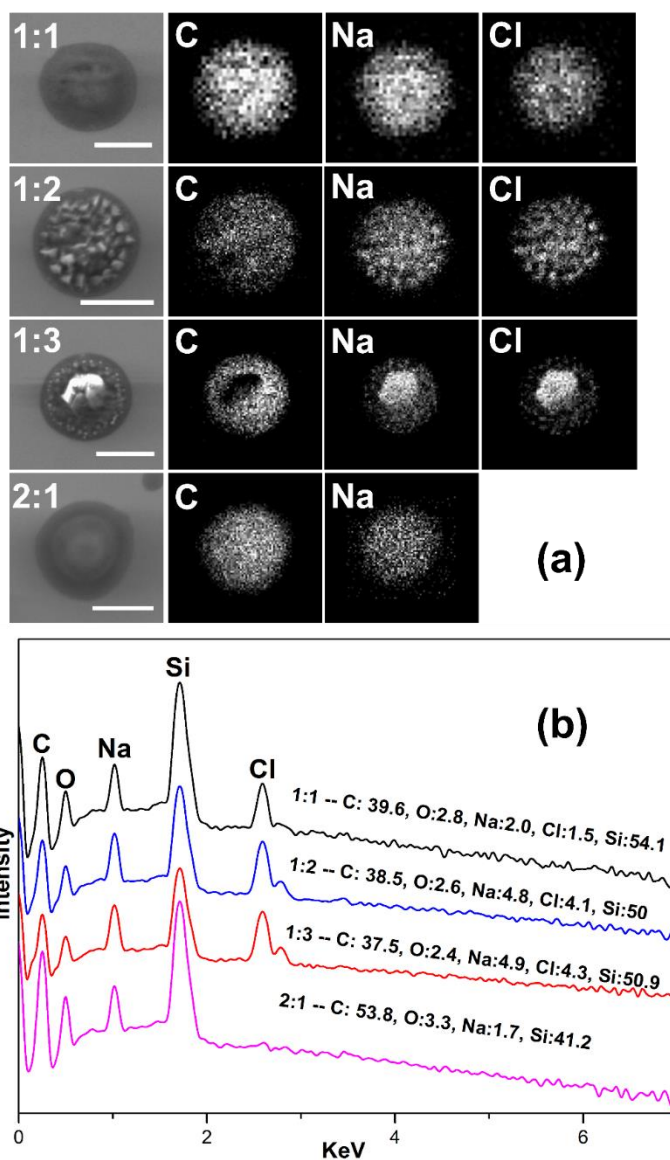 1:1 C Na Cl
1:2 C Na Cl
1:3 C Na Cl
2:1 C Na
(a)
Si
(b)
C
Na
O
Cl
1:1 -- C: 39.6, O:2.8, Na:2.0, Cl:1.5, Si:54.1
1:2 -- C: 38.5, O:2.6, Na:4.8, Cl:4.1, Si:50
1:3 -- C: 37.5, O:2.4, Na:4.9, Cl:4.3, Si:50.9
2:1 -- C: 53.8, O:3.3, Na:1.7, Si:41.2
Intensity
0 2 4 6
KeV